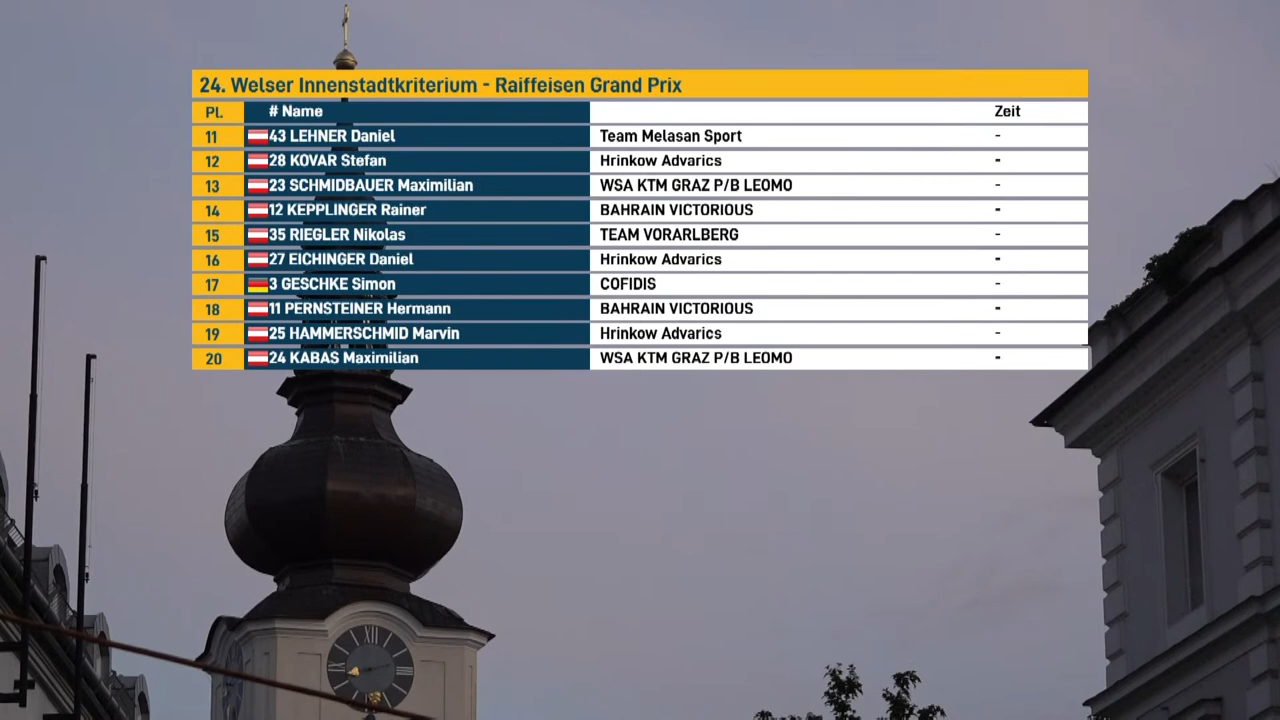 24. Welser Innenstadtkriterium - Raiffeisen Grand Prix
PL. # Name Zeit
11 43 LEHNER Daniel Team Melasan Sport -
12 28 KOVAR Stefan Hrinkow Advarics -
13 23 SCHMIDBAUER Maximilian WSA KTM GRAZ P/B LEOMO -
14 12 KEPPLINGER Rainer BAHRAIN VICTORIOUS -
15 35 RIEGLER Nikolas TEAM VORARLBERG -
16 27 EICHINGER Daniel Hrinkow Advarics -
17 3 GESCHKE Simon COFIDIS -
18 11 PERNSTEINER Hermann BAHRAIN VICTORIOUS -
19 25 HAMMERSCHMID Marvin Hrinkow Advarics -
20 24 KABAS Maximilian WSA KTM GRAZ P/B LEOMO -